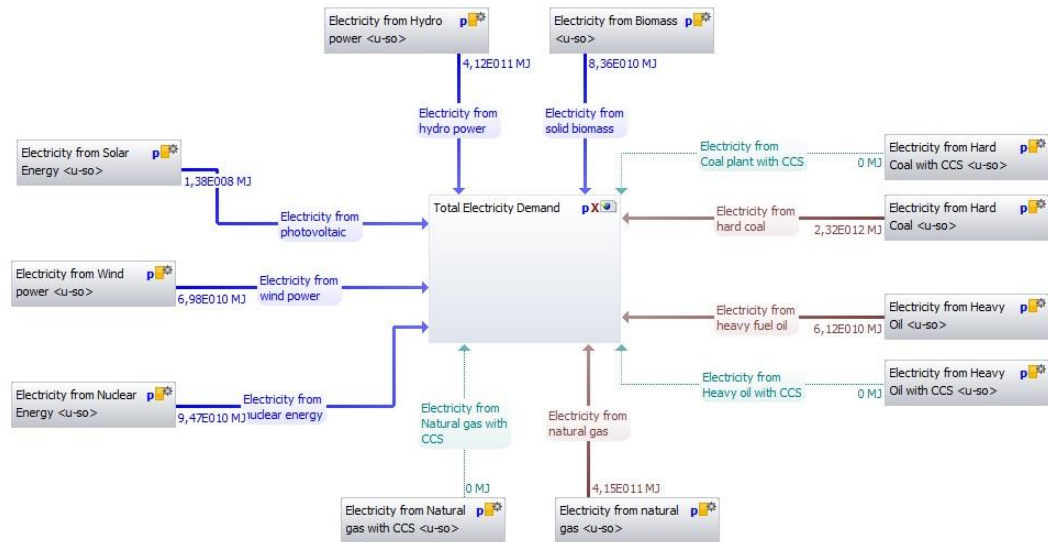 Electricity from Hydro p
power <u-so>
4,12E011 MJ
Electricity from
hydro power
Electricity from Biomass p
<u-so>
8,36E010 MJ
Electricity from
solid biomass
Electricity from Solar p
Energy <u-so>
1,38E008 MJ
Electricity from
photovoltaic
Electricity from Wind p
power <u-so>
6,98E010 MJ
Electricity from
wind power
Electricity from Nuclear p
Energy <u-so>
9,47E010 MJ
Electricity from
nuclear energy
Total Electricity Demand p X
Electricity from
Coal plant with CCS
0 MJ
Electricity from Hard p
Coal with CCS <u-so>
Electricity from
hard coal
2,32E012 MJ
Electricity from Hard p
Coal <u-so>
Electricity from
heavy fuel oil
6,12E010 MJ
Electricity from Heavy p
Oil <u-so>
Electricity from
Heavy oil with CCS
0 MJ
Electricity from Heavy p
Oil with CCS <u-so>
Electricity from
Natural gas with
CCS
0 MJ
Electricity from Natural p
gas with CCS <u-so>
Electricity from
natural gas
4,15E011 MJ
Electricity from natural p
gas <u-so>